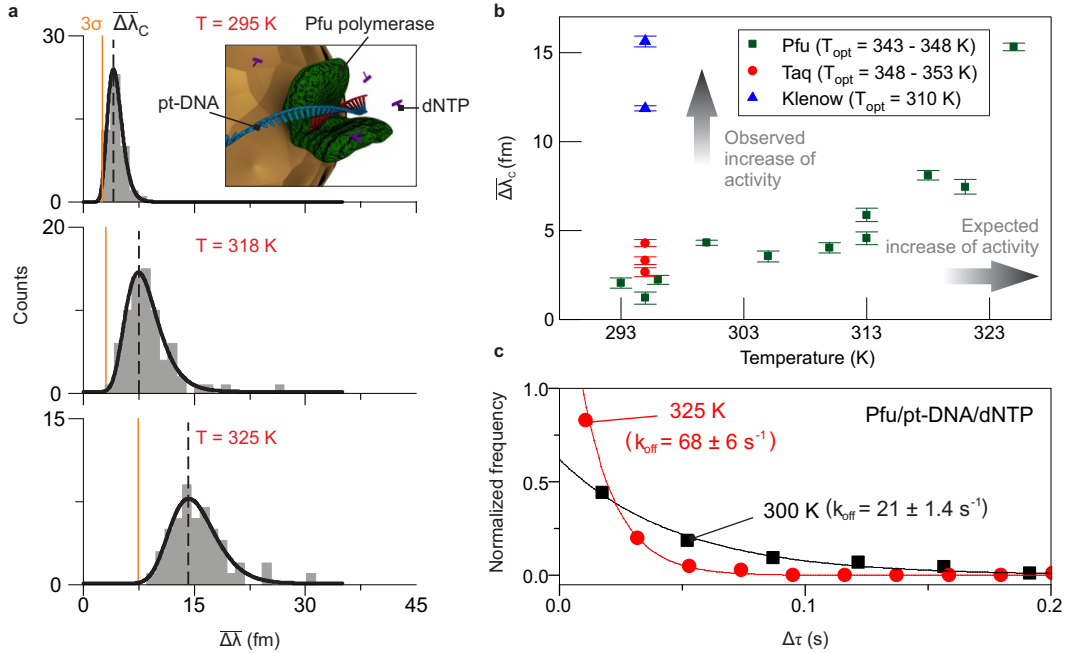 a
3σ
Δλ̅C
T = 295 K
Pfu polymerase
pt-DNA
dNTP
30
15
0
T = 318 K
20
10
0
Counts
T = 325 K
15
0
0 15 30 45
Δλ̅ (fm)
b
Pfu (Topt = 343 - 348 K)
Taq (Topt = 348 - 353 K)
Klenow (Topt = 310 K)
Observed
increase of
activity
Expected
increase of activity
15
10
5
0
Δλ̅c (fm)
293 303 313 323
Temperature (K)
c
Pfu/pt-DNA/dNTP
325 K
(koff = 68 ± 6 s-1)
300 K (koff = 21 ± 1.4 s-1)
1.0
0.5
0.0
Normalized frequency
0.0 0.1 0.2
Δτ (s)